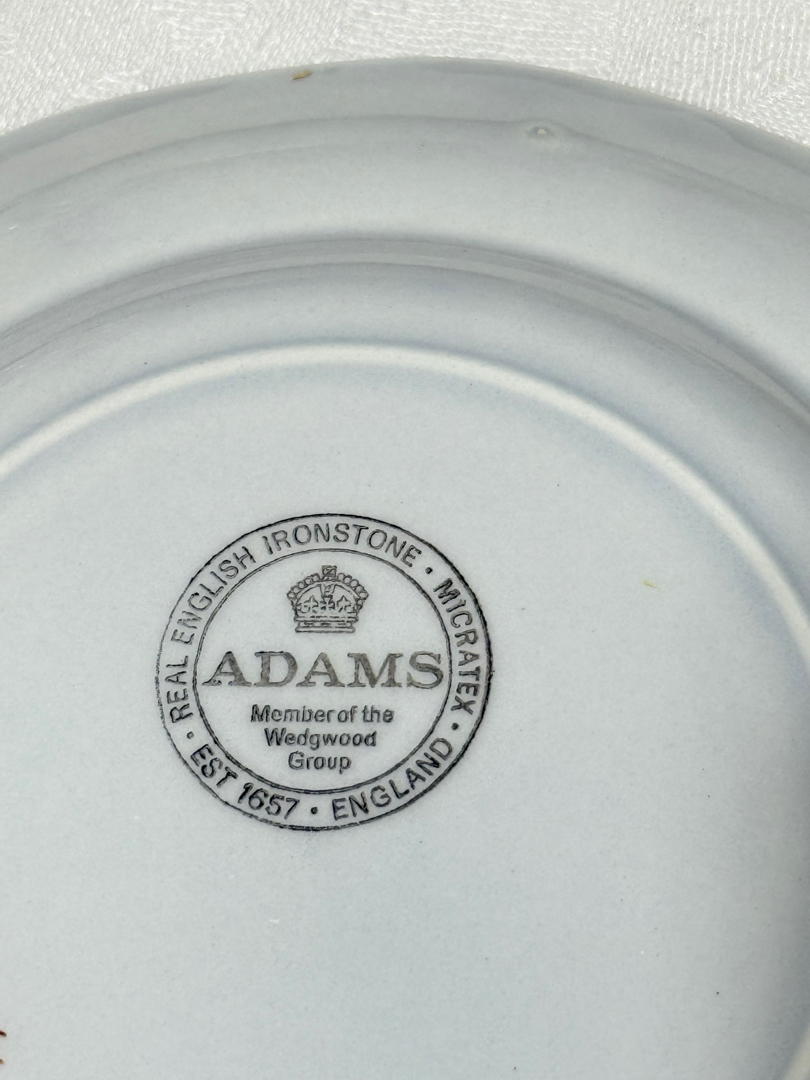 REAL ENGLISH IRONSTONE · MICRATEX ·
ADAMS
Member of the
Wedgwood
Group
· EST 1657 · ENGLAND